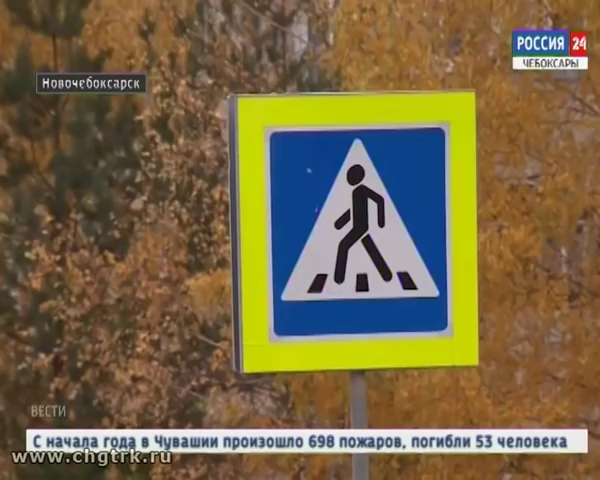 РОССИЯ 24
ЧЕБОКСАРЫ
Новочебоксарск
ВЕСТИ
С начала года в Чувашии произошло 698 пожаров, погибли 53 человека
www.chgtrk.ru